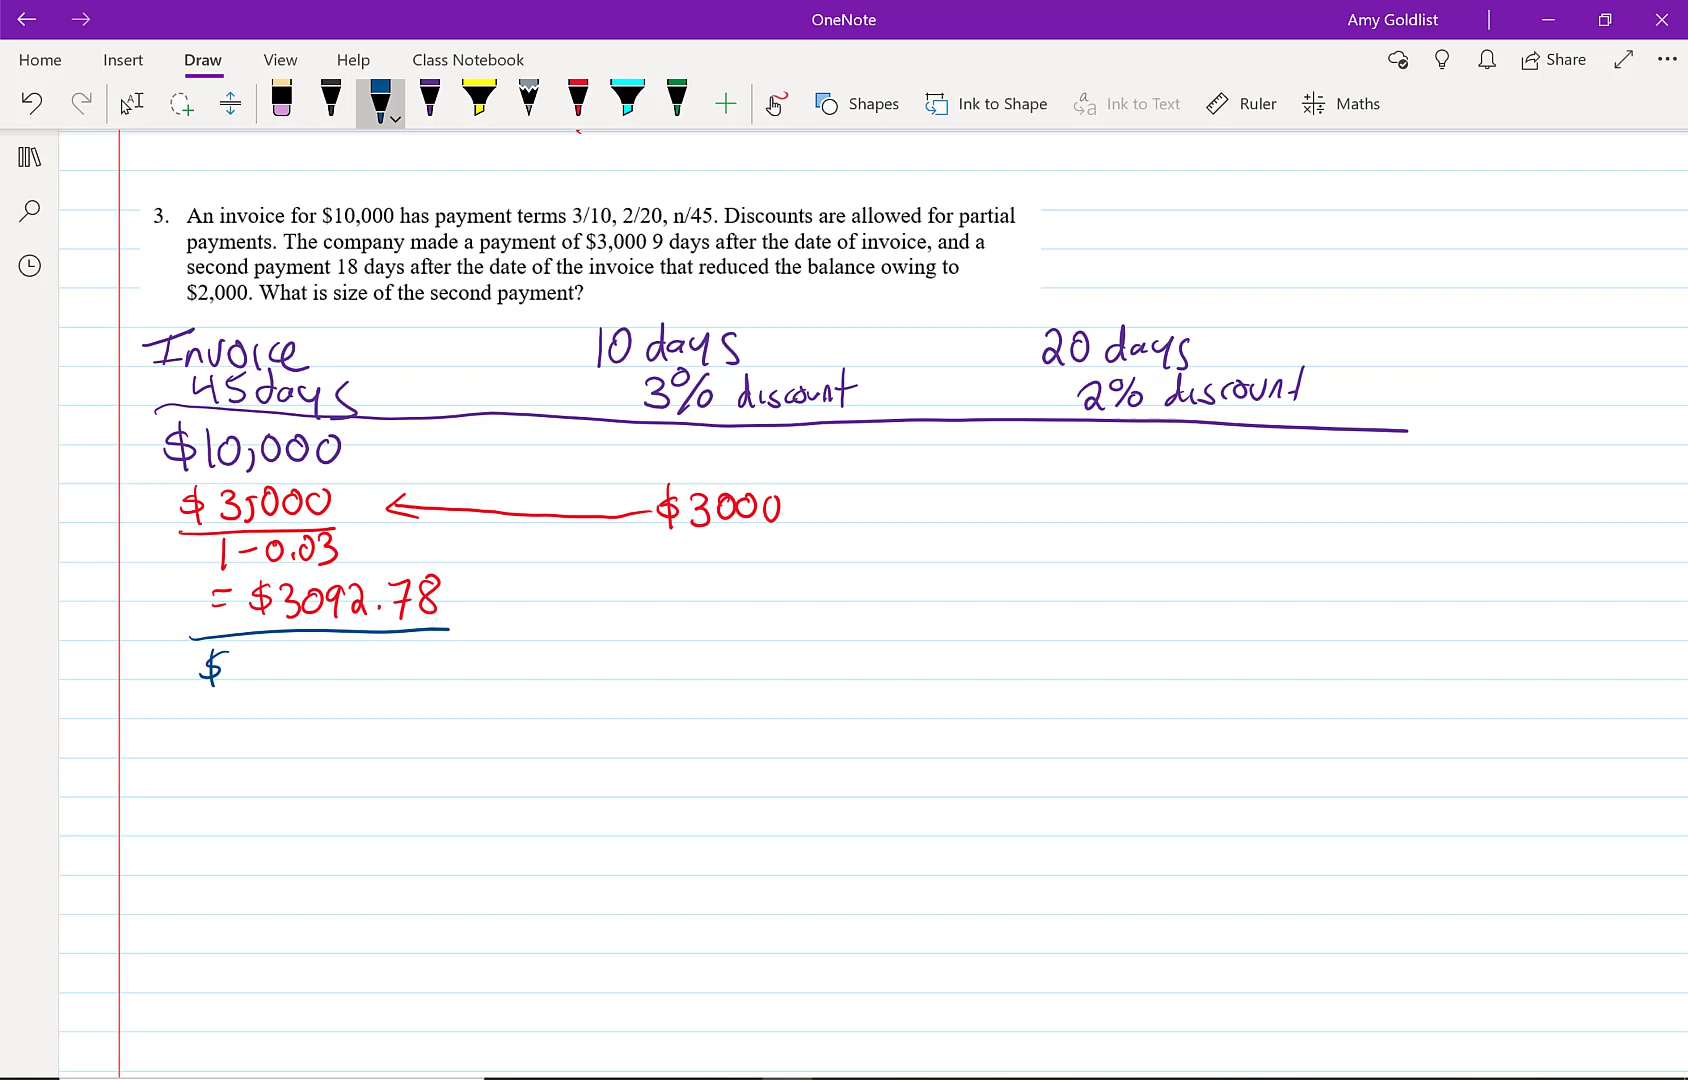 OneNote
Amy Goldlist
Home Insert Draw View Help Class Notebook
Share
Shapes Ink to Shape Ink to Text Ruler Maths
3. An invoice for $10,000 has payment terms 3/10, 2/20, n/45. Discounts are allowed for partial
payments. The company made a payment of $3,000 9 days after the date of invoice, and a
second payment 18 days after the date of the invoice that reduced the balance owing to
$2,000. What is size of the second payment?
Invoice 10 days 20 days
45 days 3% discount 2% discount
$10,000
$3,000 $3000
1-0.03
= $3092.78
$